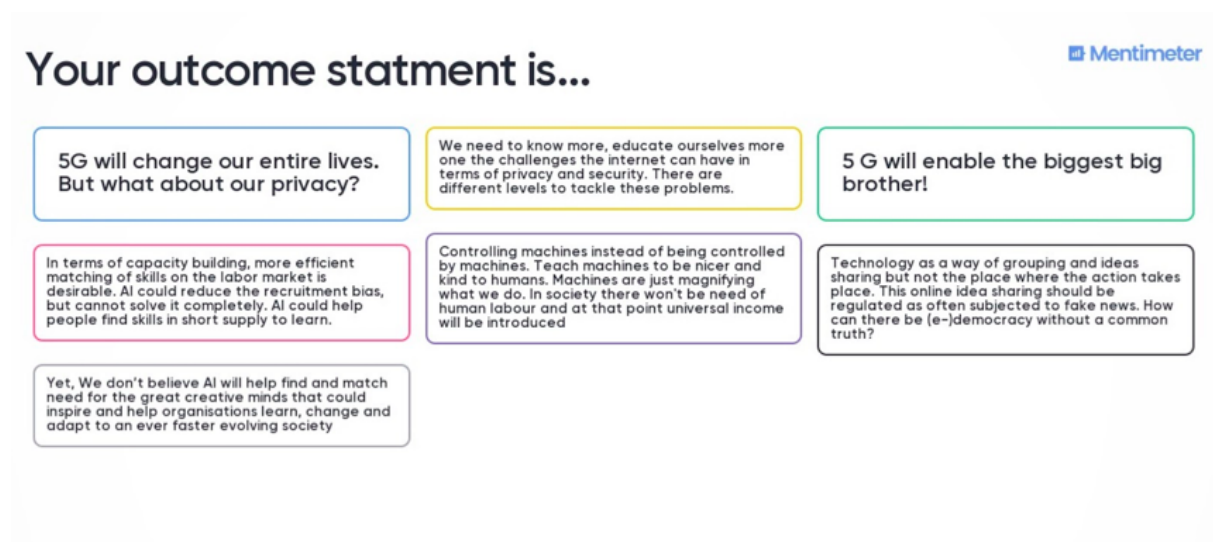 Your outcome statment is...
Mentimeter
5G will change our entire lives.
But what about our privacy?
We need to know more, educate ourselves more
one the challenges the internet can have in
terms of privacy and security. There are
different levels to tackle these problems.
5 G will enable the biggest big
brother!
In terms of capacity building, more efficient
matching of skills on the labor market is
desirable. AI could reduce the recruitment bias,
but cannot solve it completely. AI could help
people find skills in short supply to learn.
Controlling machines instead of being controlled
by machines. Teach machines to be nicer and
kind to humans. Machines are just magnifying
what we do. In society there won't be need of
human labour and at that point universal income
will be introduced
Technology as a way of grouping and ideas
sharing but not the place where the action takes
place. This online idea sharing should be
regulated as often subjected to fake news. How
can there be (e-)democracy without a common
truth?
Yet, We don't believe AI will help find and match
need for the great creative minds that could
inspire and help organisations learn, change and
adapt to an ever faster evolving society